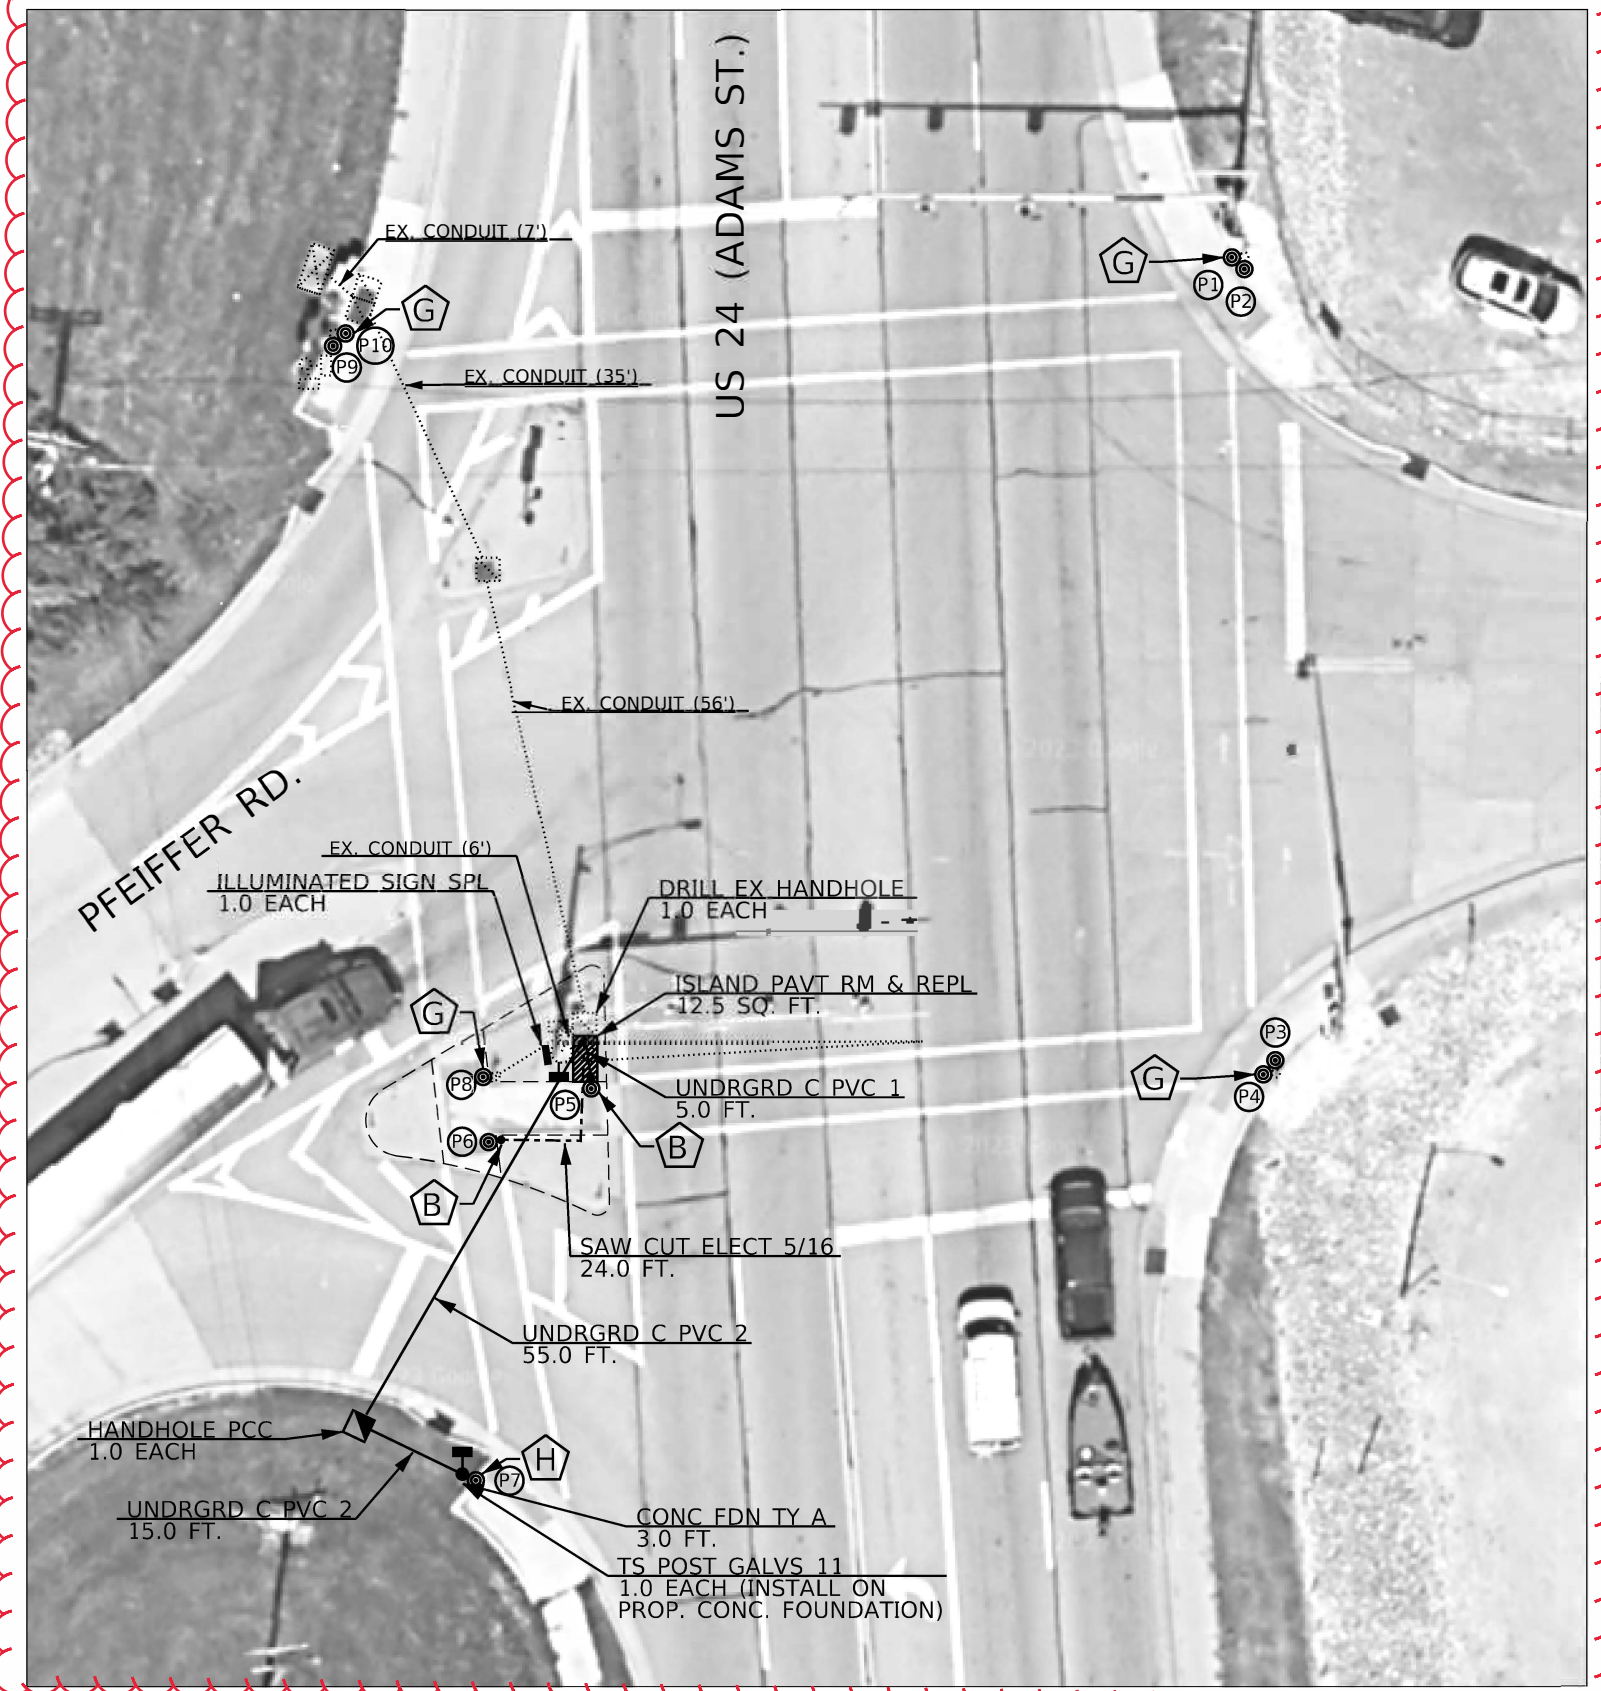 US 24 (ADAMS ST.)
EX. CONDUIT (7')
G
P10
P9
G
P1
P2
EX. CONDUIT (35')
EX. CONDUIT (56')
PFEIFFER RD.
EX. CONDUIT (6')
ILLUMINATED SIGN SPL
1.0 EACH
DRILL EX HANDHOLE
1.0 EACH
ISLAND PAVT RM & REPL
12.5 SQ. FT.
G
P8
P5
UNDRGRD C PVC 1
5.0 FT.
P3
G
P4
P6
B
B
SAW CUT ELECT 5/16
24.0 FT.
UNDRGRD C PVC 2
55.0 FT.
HANDHOLE PCC
1.0 EACH
H
P7
UNDRGRD C PVC 2
15.0 FT.
CONC FDN TY A
3.0 FT.
TS POST GALVS 11
1.0 EACH (INSTALL ON
PROP. CONC. FOUNDATION)